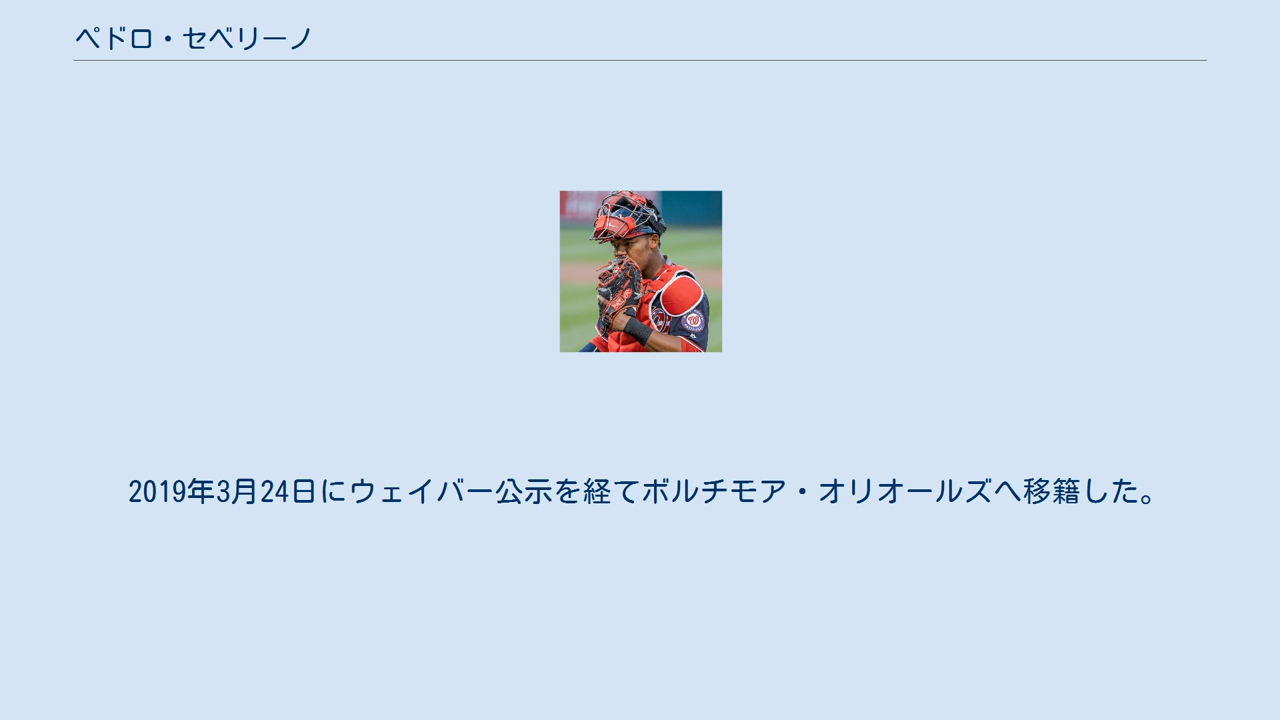 ペドロ・セベリーノ
2019年3月24日にウェイバー公示を経てボルチモア・オリオールズへ移籍した。